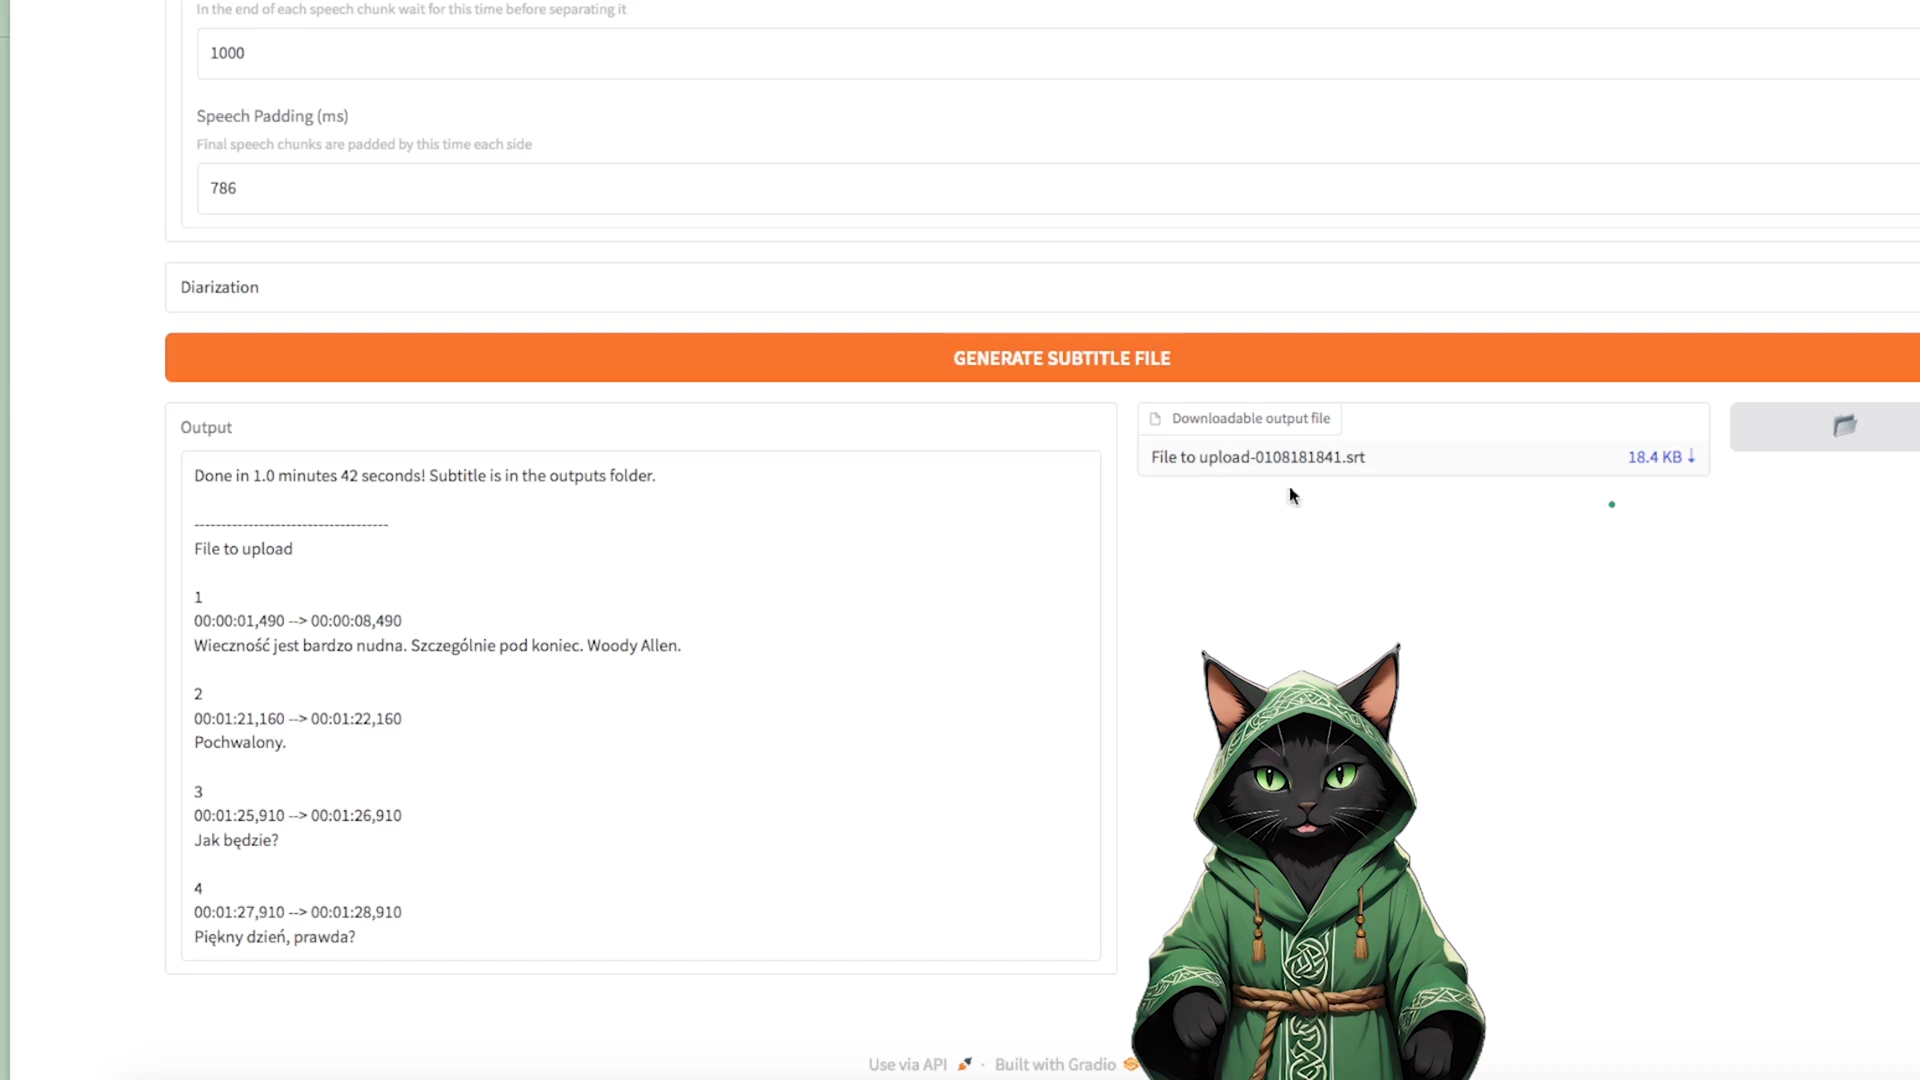 In the end of each speech chunk wait for this time before separating it
1000
Speech Padding (ms)
Final speech chunks are padded by this time each side
786
Diarization
GENERATE SUBTITLE FILE
Output
Downloadable output file
File to upload-0108181841.srt 18.4 KB ↓
Done in 1.0 minutes 42 seconds! Subtitle is in the outputs folder.
------------------------------------
File to upload
1
00:00:01,490 --> 00:00:08,490
Wieczność jest bardzo nudna. Szczególnie pod koniec. Woody Allen.
2
00:01:21,160 --> 00:01:22,160
Pochwalony.
3
00:01:25,910 --> 00:01:26,910
Jak będzie?
4
00:01:27,910 --> 00:01:28,910
Piękny dzień, prawda?
Use via API · Built with Gradio